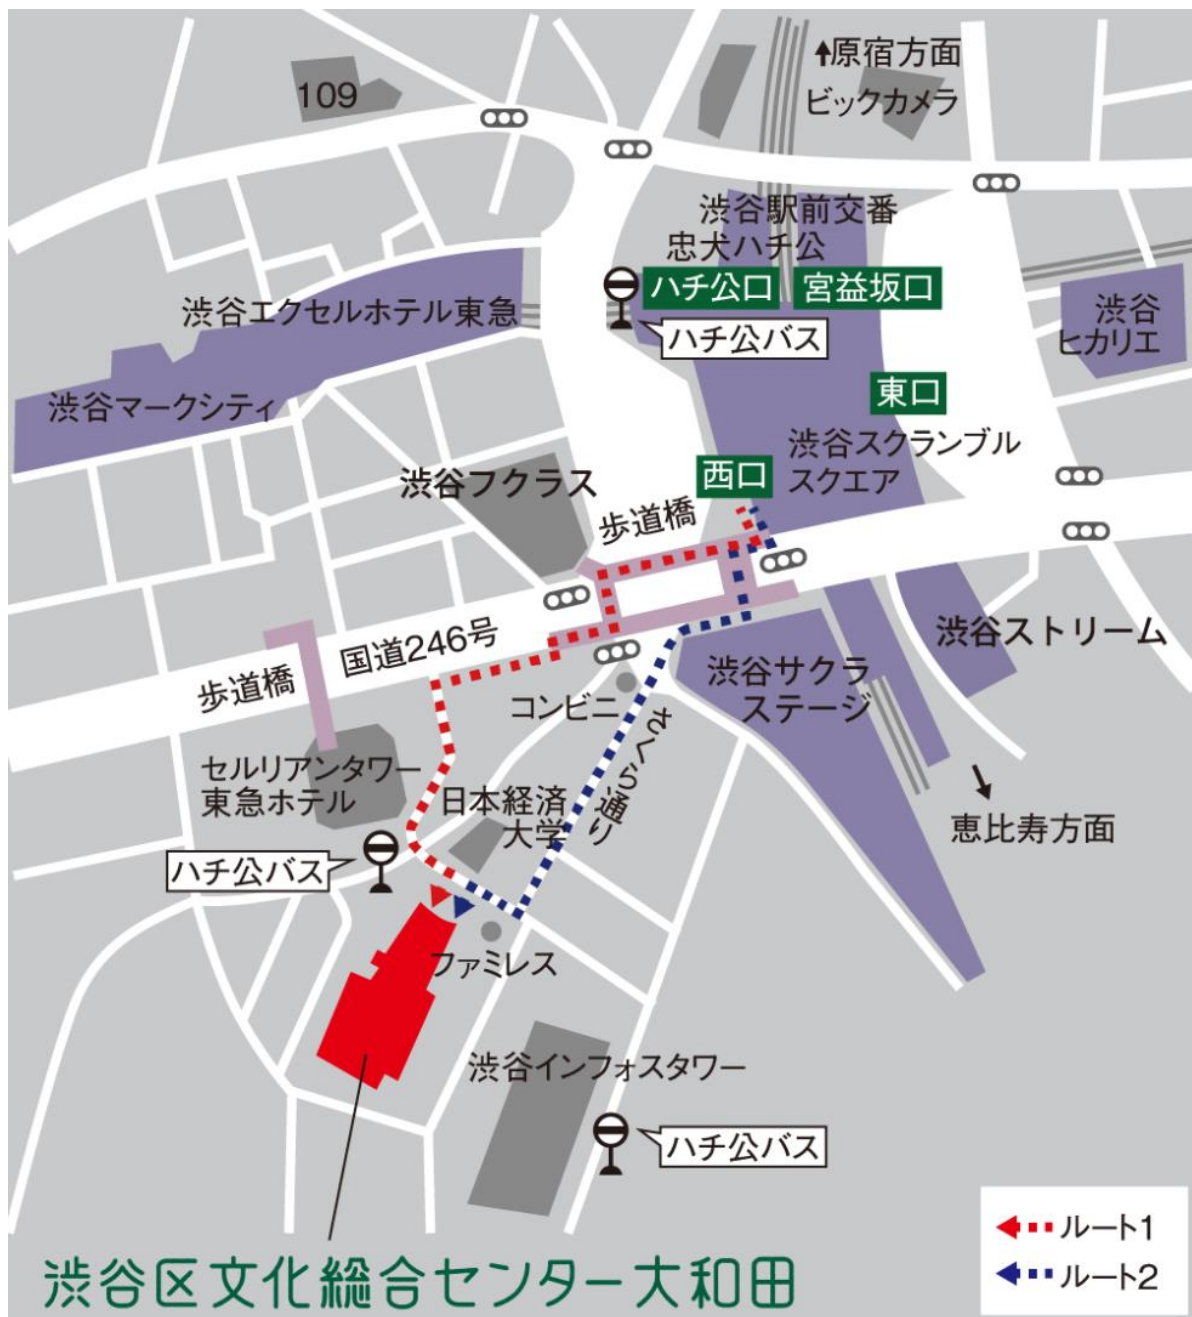 ↑原宿方面
ビックカメラ
109
渋谷駅前交番
忠犬ハチ公
ハチ公口
宮益坂口
ハチ公バス
渋谷エクセルホテル東急
渋谷
ヒカリエ
渋谷マークシティ
東口
渋谷スクランブル
スクエア
西口
渋谷フクラス
歩道橋
国道246号
歩道橋
渋谷ストリーム
渋谷サクラ
ステージ
コンビニ
さくら通り
セルリアンタワー
東急ホテル
日本経済
大学
恵比寿方面
ハチ公バス
ファミレス
渋谷インフォスタワー
ハチ公バス
ルート1
ルート2
渋谷区文化総合センター大和田